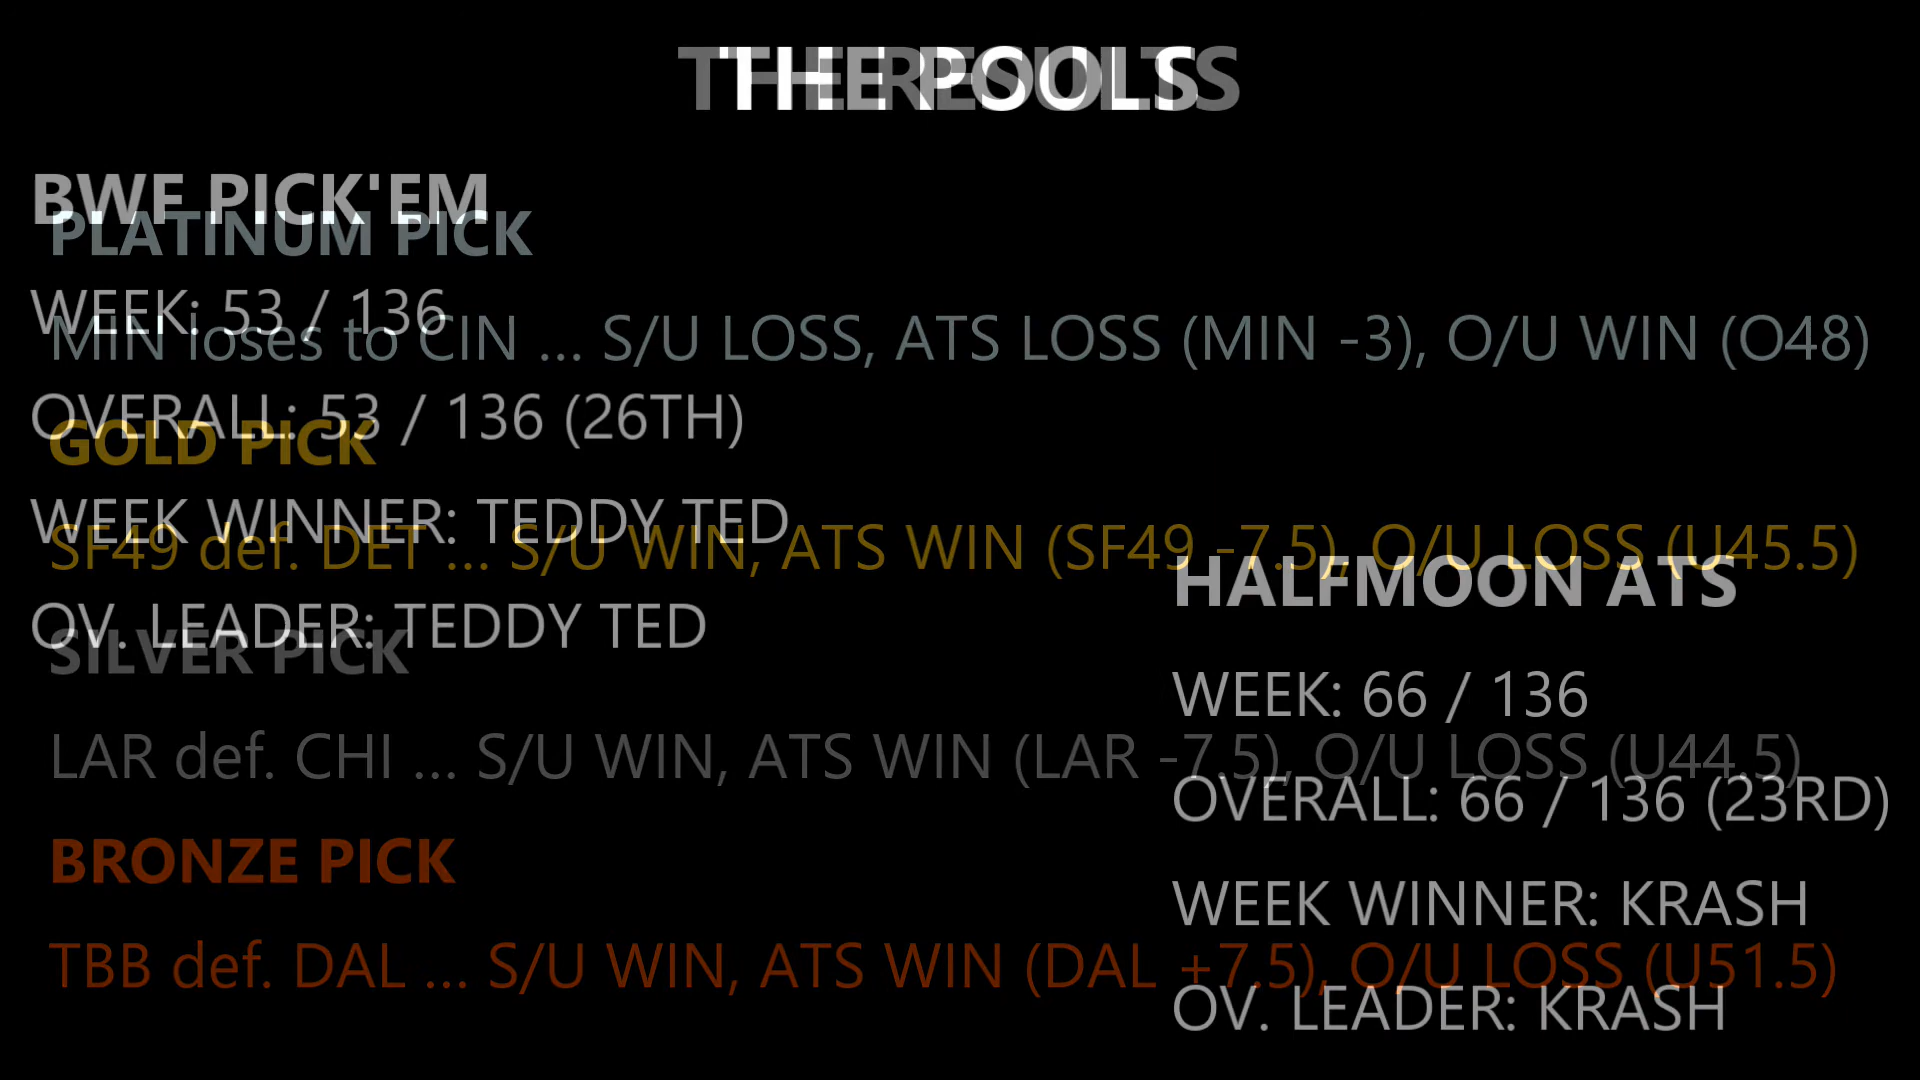 THE RESULTS
THE POOLS
BWF PICK'EM
WEEK: 53 / 136
OVERALL: 53 / 136 (26TH)
WEEK WINNER: TEDDY TED
OV. LEADER: TEDDY TED
HALFMOON ATS
WEEK: 66 / 136
OVERALL: 66 / 136 (23RD)
WEEK WINNER: KRASH
OV. LEADER: KRASH
PLATINUM PICK
MIN loses to CIN ... S/U LOSS, ATS LOSS (MIN -3), O/U WIN (O48)
GOLD PICK
SF49 def. DET ... S/U WIN, ATS WIN (SF49 -7.5), O/U LOSS (U45.5)
SILVER PICK
LAR def. CHI ... S/U WIN, ATS WIN (LAR -7.5), O/U LOSS (U44.5)
BRONZE PICK
TBB def. DAL ... S/U WIN, ATS WIN (DAL +7.5), O/U LOSS (U51.5)